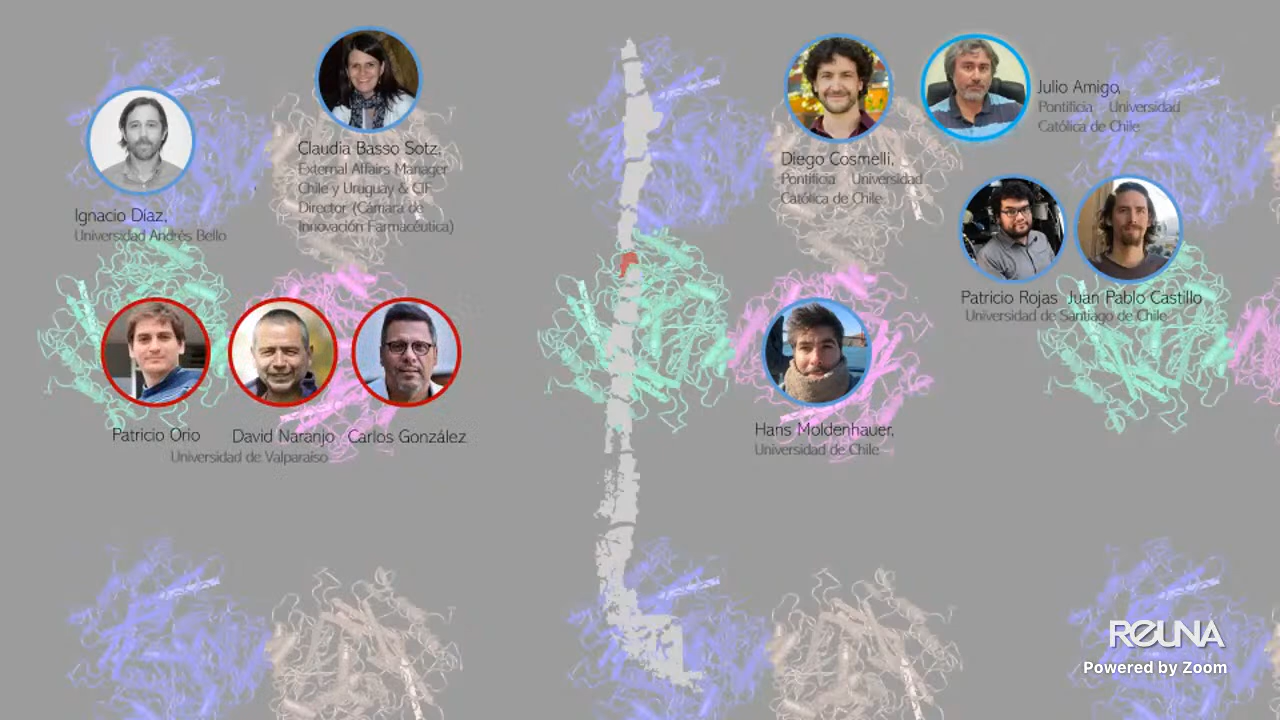 Claudia Basso Sotz,
External Affairs Manager
Chile y Uruguay & CIF
Director (Cámara de
Innovación Farmacéutica)
Ignacio Díaz,
Universidad Andrés Bello
Patricio Orio
David Naranjo
Carlos González
Universidad de Valparaíso
Diego Cosmelli,
Pontificia Universidad
Católica de Chile
Julio Amigo,
Pontificia Universidad
Católica de Chile
Patricio Rojas
Juan Pablo Castillo
Universidad de Santiago de Chile
Hans Moldenhauer,
Universidad de Chile
REUNA
Powered by Zoom